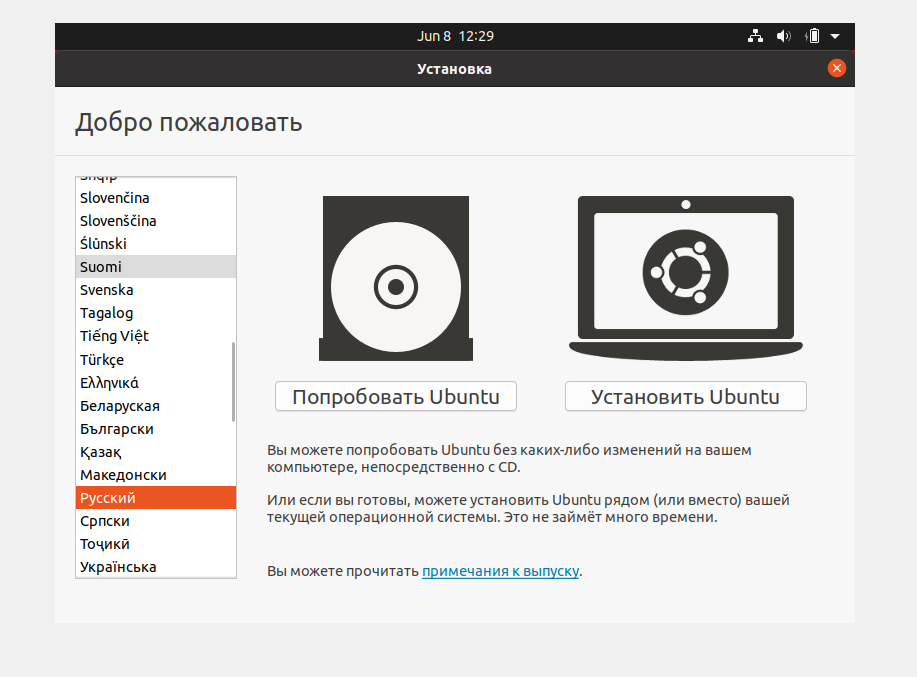 Jun 8 12:29
Установка
Добро пожаловать
Shqip
Slovenčina
Slovenščina
Ślůnski
Suomi
Svenska
Tagalog
Tiếng Việt
Türkçe
Ελληνικά
Беларуская
Български
Қазақ
Македонски
Русский
Српски
Тоҷикӣ
Українська
Попробовать Ubuntu
Установить Ubuntu
Вы можете попробовать Ubuntu без каких-либо изменений на вашем
компьютере, непосредственно с CD.
Или если вы готовы, можете установить Ubuntu рядом (или вместо) вашей
текущей операционной системы. Это не займёт много времени.
Вы можете прочитать примечания к выпуску.